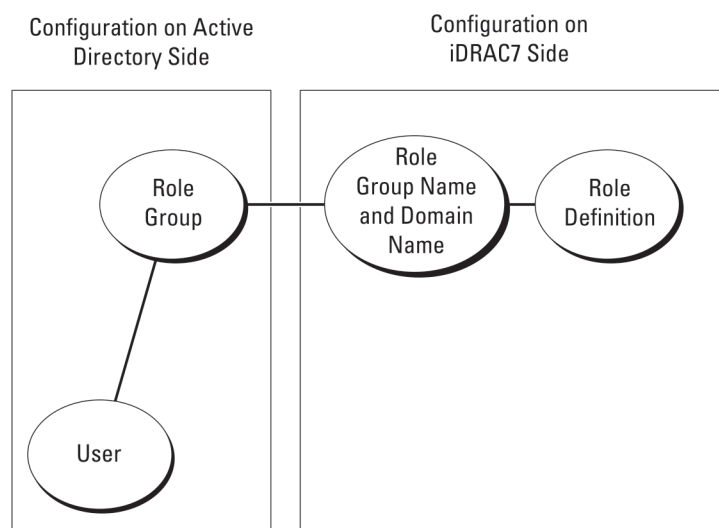 Configuration on Active
Directory Side
Configuration on
iDRAC7 Side
Role
Group
Role
Group Name
and Domain
Name
Role
Definition
User